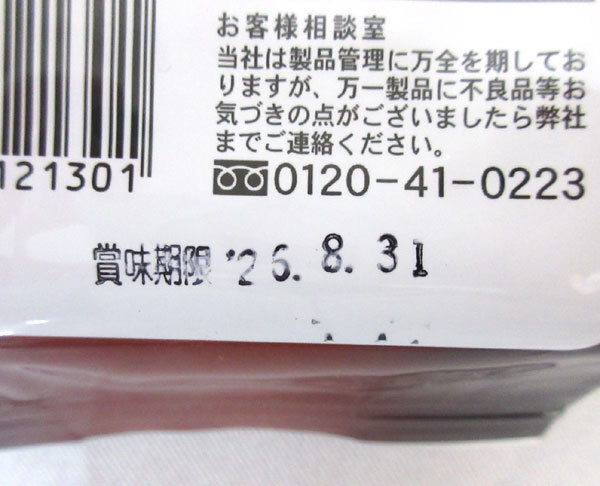 お客様相談室
当社は製品管理に万全を期してお
りますが、万一製品に不良品等お
気づきの点がございましたら弊社
までご連絡ください。
0120-41-0223
121301
賞味期限 '26. 8. 31